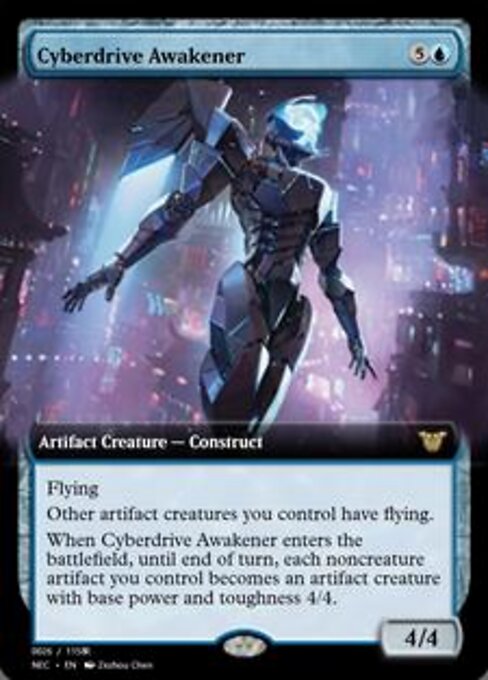 Cyberdrive Awakener 5
Artifact Creature — Construct
Flying
Other artifact creatures you control have flying.
When Cyberdrive Awakener enters the
battlefield, until end of turn, each noncreature
artifact you control becomes an artifact creature
with base power and toughness 4/4.
4/4
NEC • EN Zezhou Chen